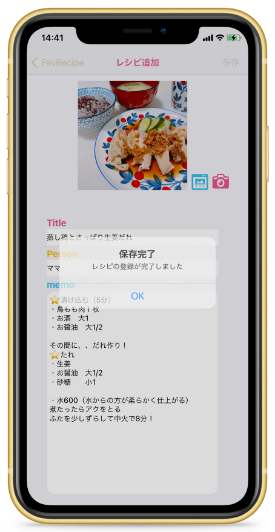 14:41
FavRecipe
レシピ追加
保存
Title
蒸し鶏とさっぱり生姜だれ
Person
ママ
保存完了
レシピの登録が完了しました
OK
memo
⭐漬け込む（5分）
・鳥もも肉1枚
・お酒　大1
・お醤油　大1/2
その間に、、だれ作り！
⭐たれ
・生姜
・お醤油　大1/2
・砂糖　　小1
・水600（水からの方が柔らかく仕上がる）
煮たったらアクをとる
ふたを少しずらして中火で8分！